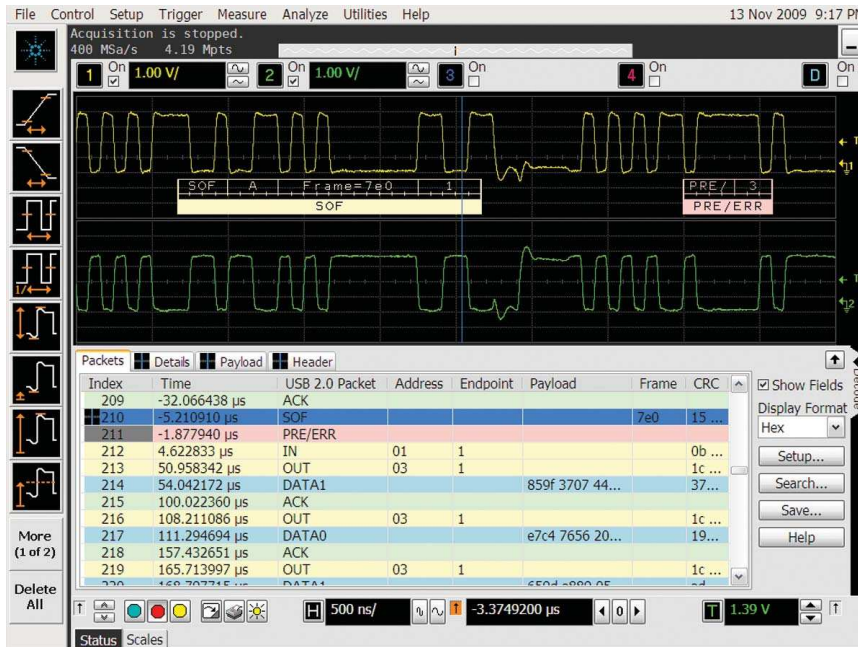 File Control Setup Trigger Measure Analyze Utilities Help 13 Nov 2009 9:17 PM
Acquisition is stopped.
400 MSa/s 4.19 Mpts
1 On 1.00 V/ 2 On 1.00 V/ 3 On 4 On D On
SOF A Frame=7e0 1 PRE/ 3
SOF PRE/ERR
Packets Details Payload Header
Index Time USB 2.0 Packet Address Endpoint Payload Frame CRC
209 -32.066438 µs ACK
210 -5.210910 µs SOF 7e0 15 ...
211 -1.877940 µs PRE/ERR
212 4.622833 µs IN 01 1 0b ...
213 50.958342 µs OUT 03 1 1c ...
214 54.042172 µs DATA1 859f 3707 44... 37...
215 100.022360 µs ACK
216 108.211086 µs OUT 03 1 1c ...
217 111.294694 µs DATA0 e7c4 7656 20... 19...
218 157.432651 µs ACK
219 165.713997 µs OUT 03 1 1c ...
Show Fields
Display Format
Hex
Setup...
Search...
Save...
Help
Decode
More
(1 of 2)
Delete
All
H 500 ns/ -3.3749200 µs 0 T 1.39 V
Status Scales